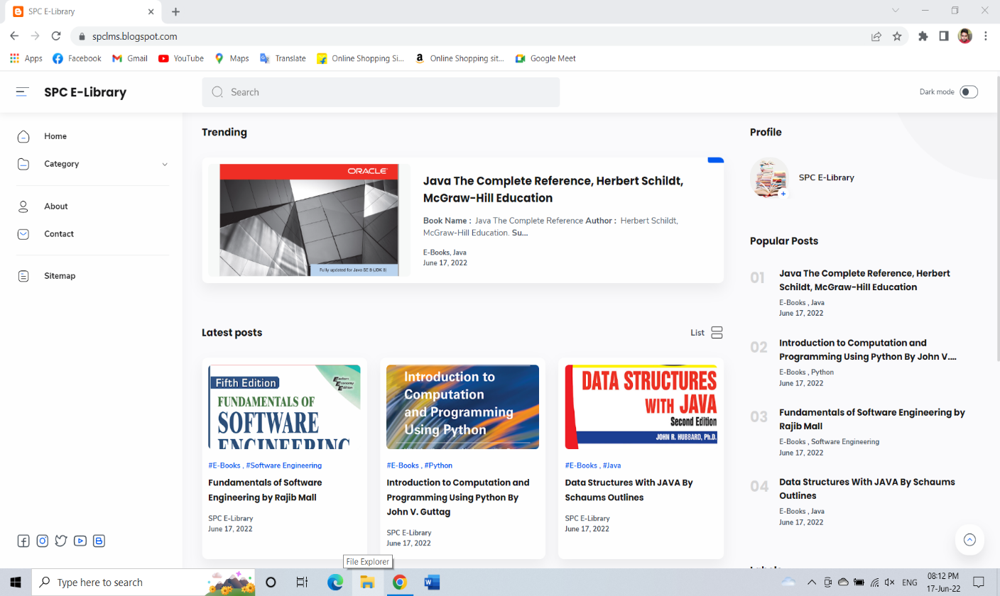 SPC E-Library
spclms.blogspot.com
Apps
Facebook
Gmail
YouTube
Maps
Translate
Online Shopping Si...
a
Online Shopping sit...
Google Meet
SPC E-Library
Search
Dark mode
Home
Category
About
Contact
Sitemap
Trending
ORACLE
Fully updated for Java SE 8 (JDK 8)
Java The Complete Reference, Herbert Schildt,
McGraw-Hill Education
Book Name : Java The Complete Reference Author : Herbert Schildt,
McGraw-Hill Education. Su...
E-Books, Java
June 17, 2022
Latest posts
List
Fifth Edition
Eastern
Economy
Edition
FUNDAMENTALS OF
SOFTWARE
ENGINEERING
#E-Books , #Software Engineering
Fundamentals of Software
Engineering by Rajib Mall
SPC E-Library
June 17, 2022
Introduction to
Computation
and Programming
Using Python
#E-Books , #Python
Introduction to Computation and
Programming Using Python By
John V. Guttag
SPC E-Library
June 17, 2022
DATA STRUCTURES
WITH JAVA
Second Edition
JOHN R. HUBBARD, Ph.D.
#E-Books , #Java
Data Structures With JAVA By
Schaums Outlines
SPC E-Library
June 17, 2022
Profile
SPC E-Library
Popular Posts
01
Java The Complete Reference, Herbert
Schildt, McGraw-Hill Education
E-Books , Java
June 17, 2022
02
Introduction to Computation and
Programming Using Python By John V....
E-Books , Python
June 17, 2022
03
Fundamentals of Software Engineering by
Rajib Mall
E-Books , Software Engineering
June 17, 2022
04
Data Structures With JAVA By Schaums
Outlines
E-Books , Java
June 17, 2022
Labels
File Explorer
Type here to search
W
ENG
08:12 PM
17-Jun-22